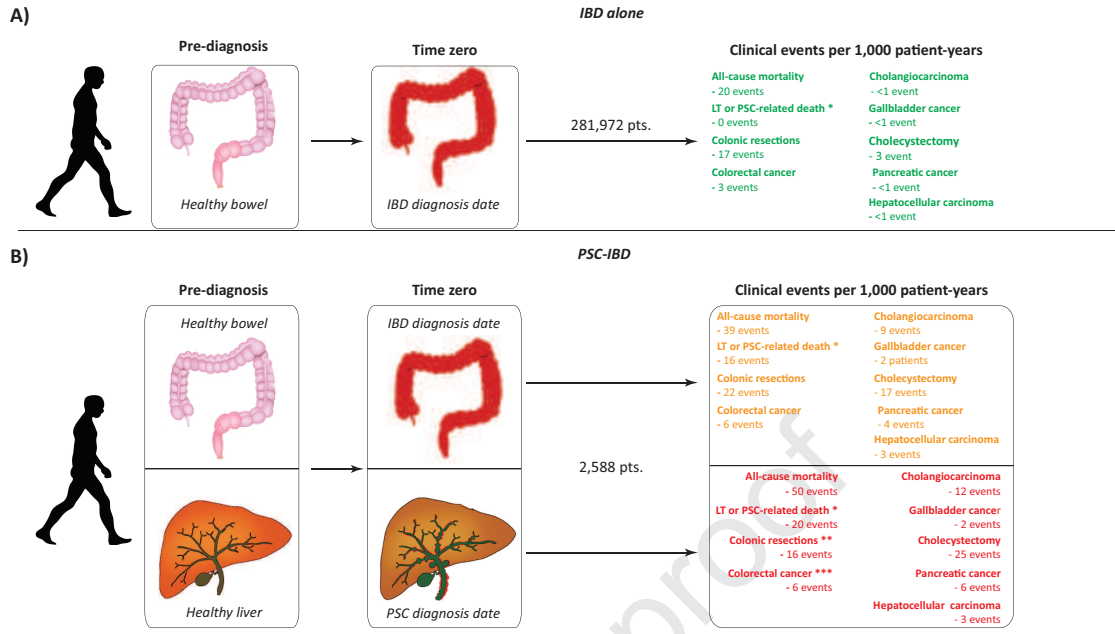 A)
IBD alone
Pre-diagnosis
Time zero
Clinical events per 1,000 patient-years
Healthy bowel
IBD diagnosis date
281,972 pts.
All-cause mortality
- 20 events
LT or PSC-related death *
- 0 events
Colonic resections
- 17 events
Colorectal cancer
- 3 events
Cholangiocarcinoma
- <1 event
Gallbladder cancer
- <1 event
Cholecystectomy
- 3 event
Pancreatic cancer
- <1 event
Hepatocellular carcinoma
- <1 event
B)
PSC-IBD
Pre-diagnosis
Time zero
Clinical events per 1,000 patient-years
Healthy bowel
IBD diagnosis date
Healthy liver
PSC diagnosis date
2,588 pts.
All-cause mortality
- 39 events
LT or PSC-related death *
- 16 events
Colonic resections
- 22 events
Colorectal cancer
- 6 events
Cholangiocarcinoma
- 9 events
Gallbladder cancer
- 2 patients
Cholecystectomy
- 17 events
Pancreatic cancer
- 4 events
Hepatocellular carcinoma
- 3 events
All-cause mortality
- 50 events
LT or PSC-related death *
- 20 events
Colonic resections **
- 16 events
Colorectal cancer ***
- 6 events
Cholangiocarcinoma
- 12 events
Gallbladder cancer
- 2 events
Cholecystectomy
- 25 events
Pancreatic cancer
- 6 events
Hepatocellular carcinoma
- 3 events
proof